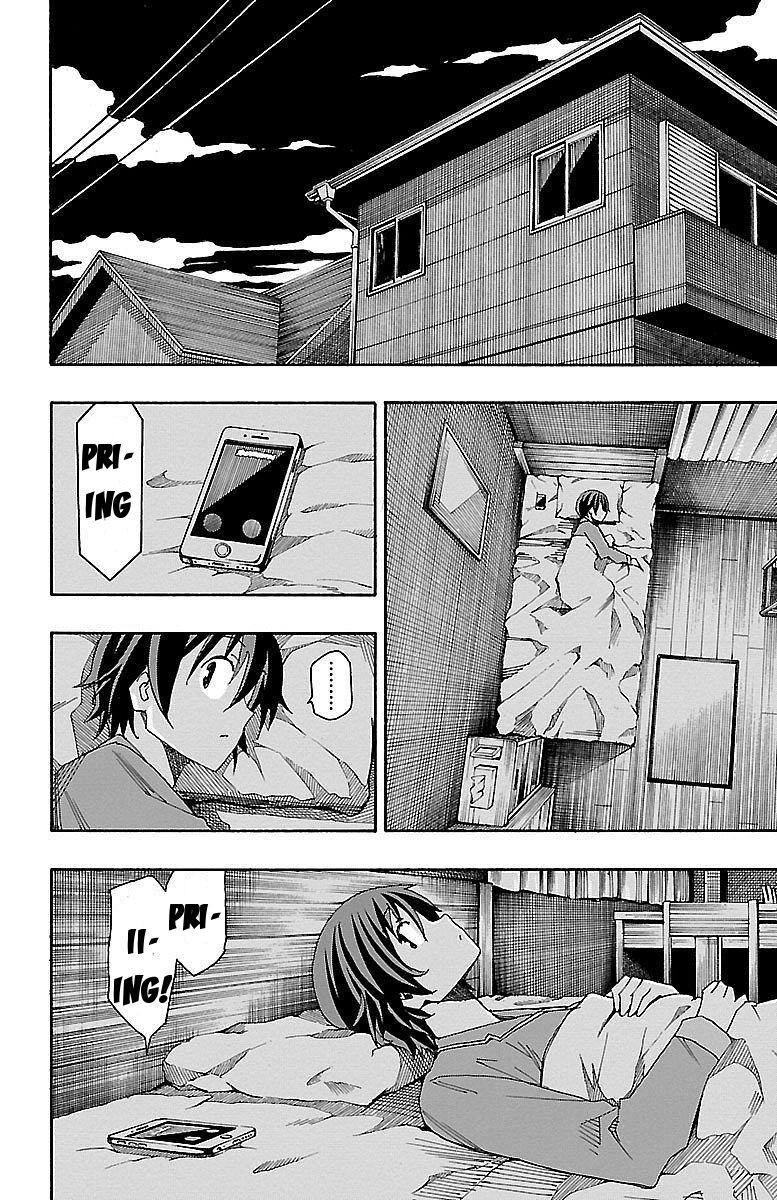 PRI-
ING
........
PRI-
II-
ING!